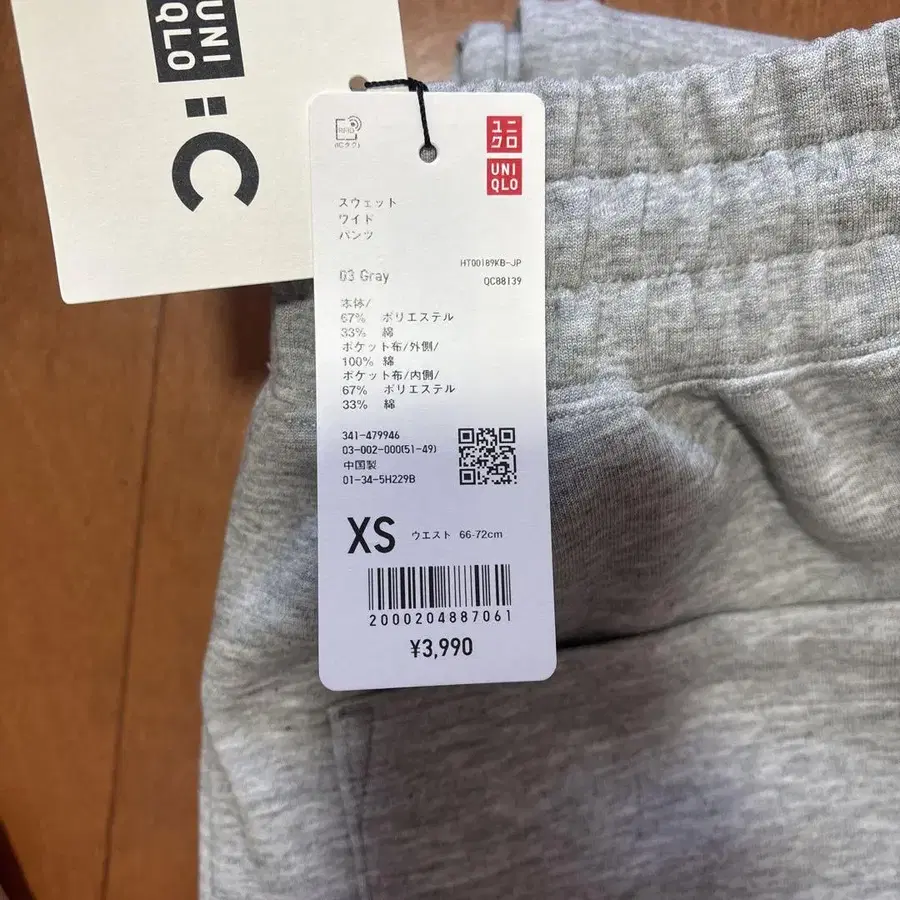 UNI
QLO
:C
RFID
(ICタグ)
ユニ
クロ
UNI
QLO
スウェット
ワイド
パンツ
03 Gray
HT00189KB-JP
QC88139
本体/
67% ポリエステル
33% 綿
ポケット布/外側/
100% 綿
ポケット布/内側/
67% ポリエステル
33% 綿
341-479946
03-002-000(51-49)
中国製
01-34-5H229B
XS ウエスト 66-72cm
2000204887061
¥3,990